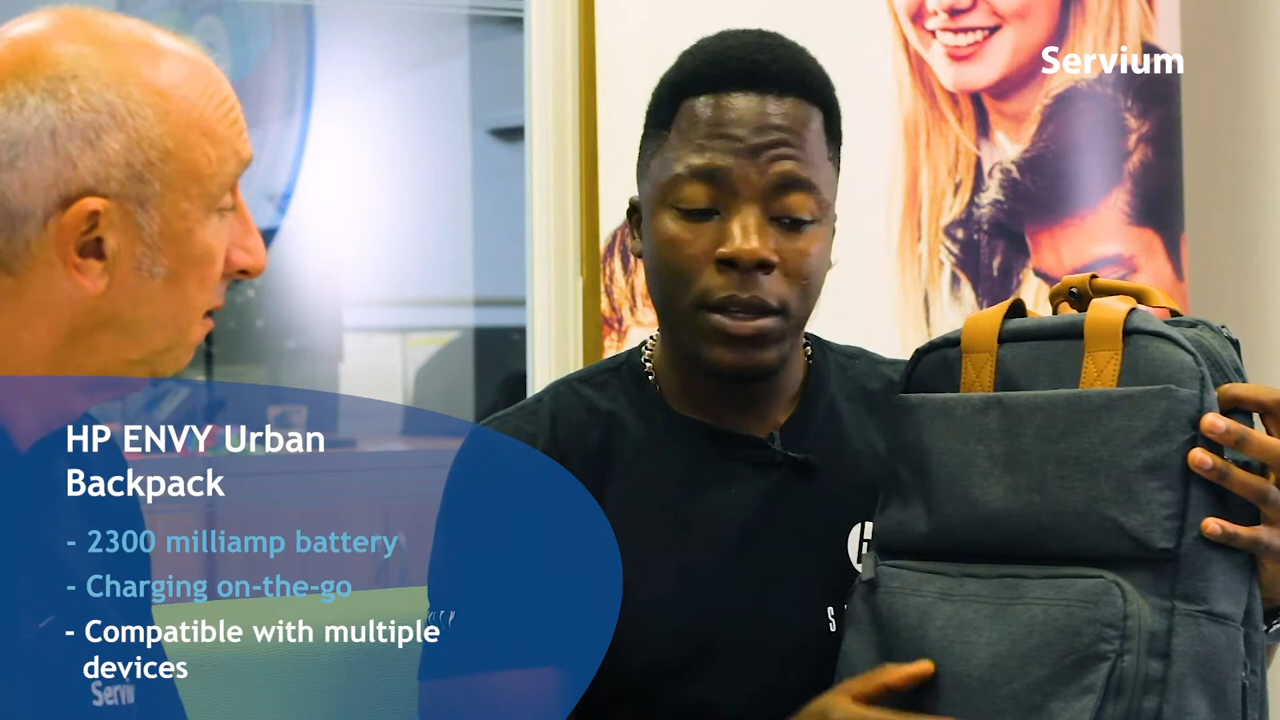 Servium
HP ENVY Urban
Backpack
- 2300 milliamp battery
- Charging on-the-go
- Compatible with multiple
devices